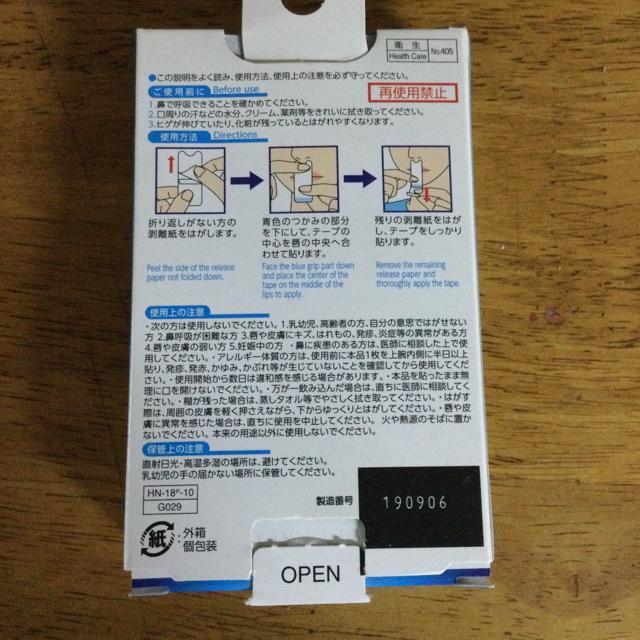 衛生
Health Care
No.405
●この説明をよく読み、使用方法、使用上の注意を必ず守ってください。
ご使用前に Before use
再使用禁止
1.鼻で呼吸できることを確かめてください。
2.口周りの汗などの水分、クリーム、薬剤等をきれいに拭き取ってください。
3.ヒゲが伸びていたり、化粧が残っているとはがれやすくなります。
使用方法 Directions
折り返しがない方の
剥離紙をはがします。
Peel the side of the release
paper not folded down.
青色のつかみの部分
を下にして、テープの
中心を唇の中央へ合
わせて貼ります。
Face the blue grip part down
and place the center of the
tape on the middle of the
lips to apply.
残りの剥離紙をはが
し、テープをしっかり
貼ります。
Remove the remaining
release paper and
thoroughly apply the tape.
使用上の注意
・次の方は使用しないでください。1.乳幼児、高齢者の方、自分の意思ではがせない
方 2.鼻呼吸が困難な方 3.唇や皮膚にキズ、はれもの、発疹、炎症等の異常がある方
4.唇や皮膚の弱い方 5.妊娠中の方 ・鼻に疾患のある方は、医師に相談した上で使用
してください。・アレルギー体質の方は、使用前に本品1枚を上腕内側に半日以上
貼り、発疹、発赤、かゆみ、かぶれ等が生じていないことを確認してから使用してくださ
い。・使用開始から数日は違和感を感じる場合があります。・本品を貼ったまま無
理に口を開けないでください。・万が一飲み込んだ場合は、直ちに医師に相談してく
ださい。・糊が残った場合は、蒸しタオル等でやさしく拭き取ってください。・はがす
際は、周囲の皮膚を軽く押さえながら、下からゆっくりとはがしてください。・唇や皮
膚に異常を感じた場合は、直ちに使用を中止してください。 火や熱源のそばに置か
ないでください。本来の用途以外に使用しないでください。
保管上の注意
直射日光・高温多湿の場所は、避けてください。
乳幼児の手の届かない場所に保管してください。
HN-18P-10
G029
製造番号
190906
紙
:外箱
個包装
OPEN